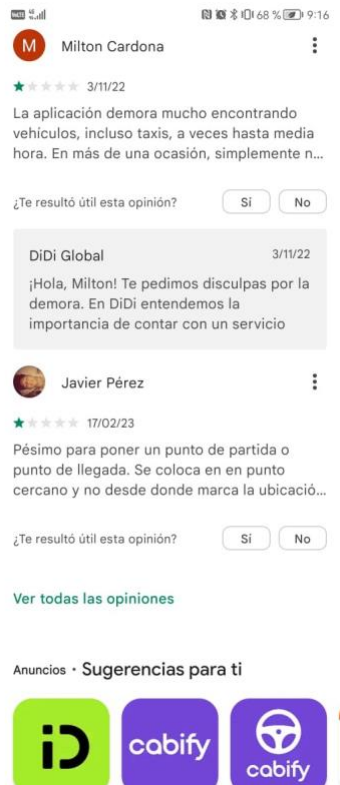 68 % 9:16
M Milton Cardona
3/11/22
La aplicación demora mucho encontrando
vehículos, incluso taxis, a veces hasta media
hora. En más de una ocasión, simplemente n...
¿Te resultó útil esta opinión? Sí No
DiDi Global 3/11/22
¡Hola, Milton! Te pedimos disculpas por la
demora. En DiDi entendemos la
importancia de contar con un servicio
Javier Pérez
17/02/23
Pésimo para poner un punto de partida o
punto de llegada. Se coloca en en punto
cercano y no desde donde marca la ubicació...
¿Te resultó útil esta opinión? Sí No
Ver todas las opiniones
Anuncios • Sugerencias para ti
iD cabify cabify